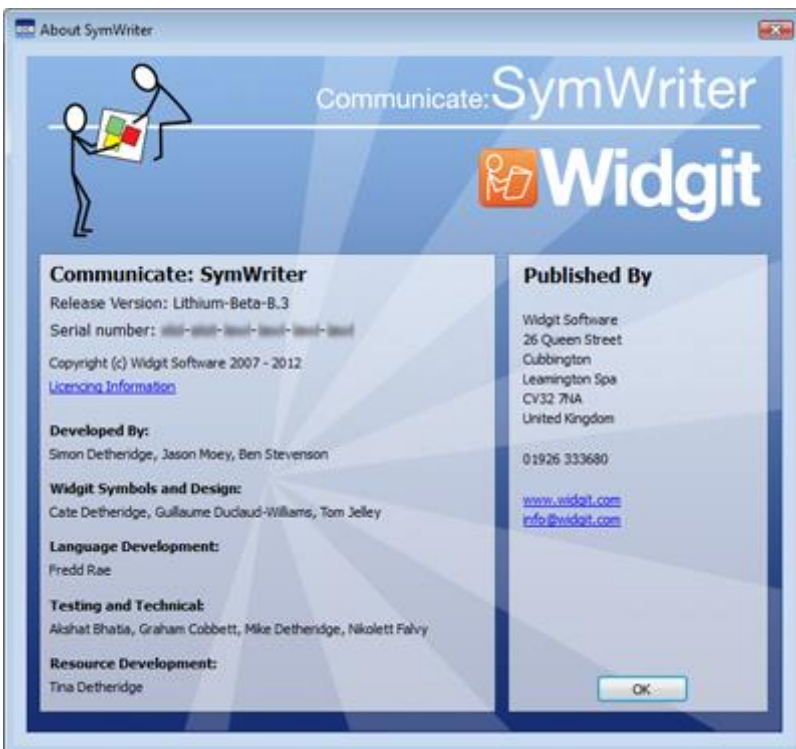 About SymWriter
Communicate: SymWriter
Widgit
Communicate: SymWriter
Release Version: Lithium-Beta-B.3
Serial number:
Copyright (c) Widgit Software 2007 - 2012
Licencing Information
Developed By:
Simon Detheridge, Jason Moey, Ben Stevenson
Widgit Symbols and Design:
Cate Detheridge, Guillaume Duclaud-Williams, Tom Jelley
Language Development:
Fredd Rae
Testing and Technical:
Akshat Bhatia, Graham Cobbett, Mike Detheridge, Nikolett Falvy
Resource Development:
Tina Detheridge
Published By
Widgit Software
26 Queen Street
Cubbington
Leamington Spa
CV32 7NA
United Kingdom
01926 333680
www.widgit.com
info@widgit.com
OK